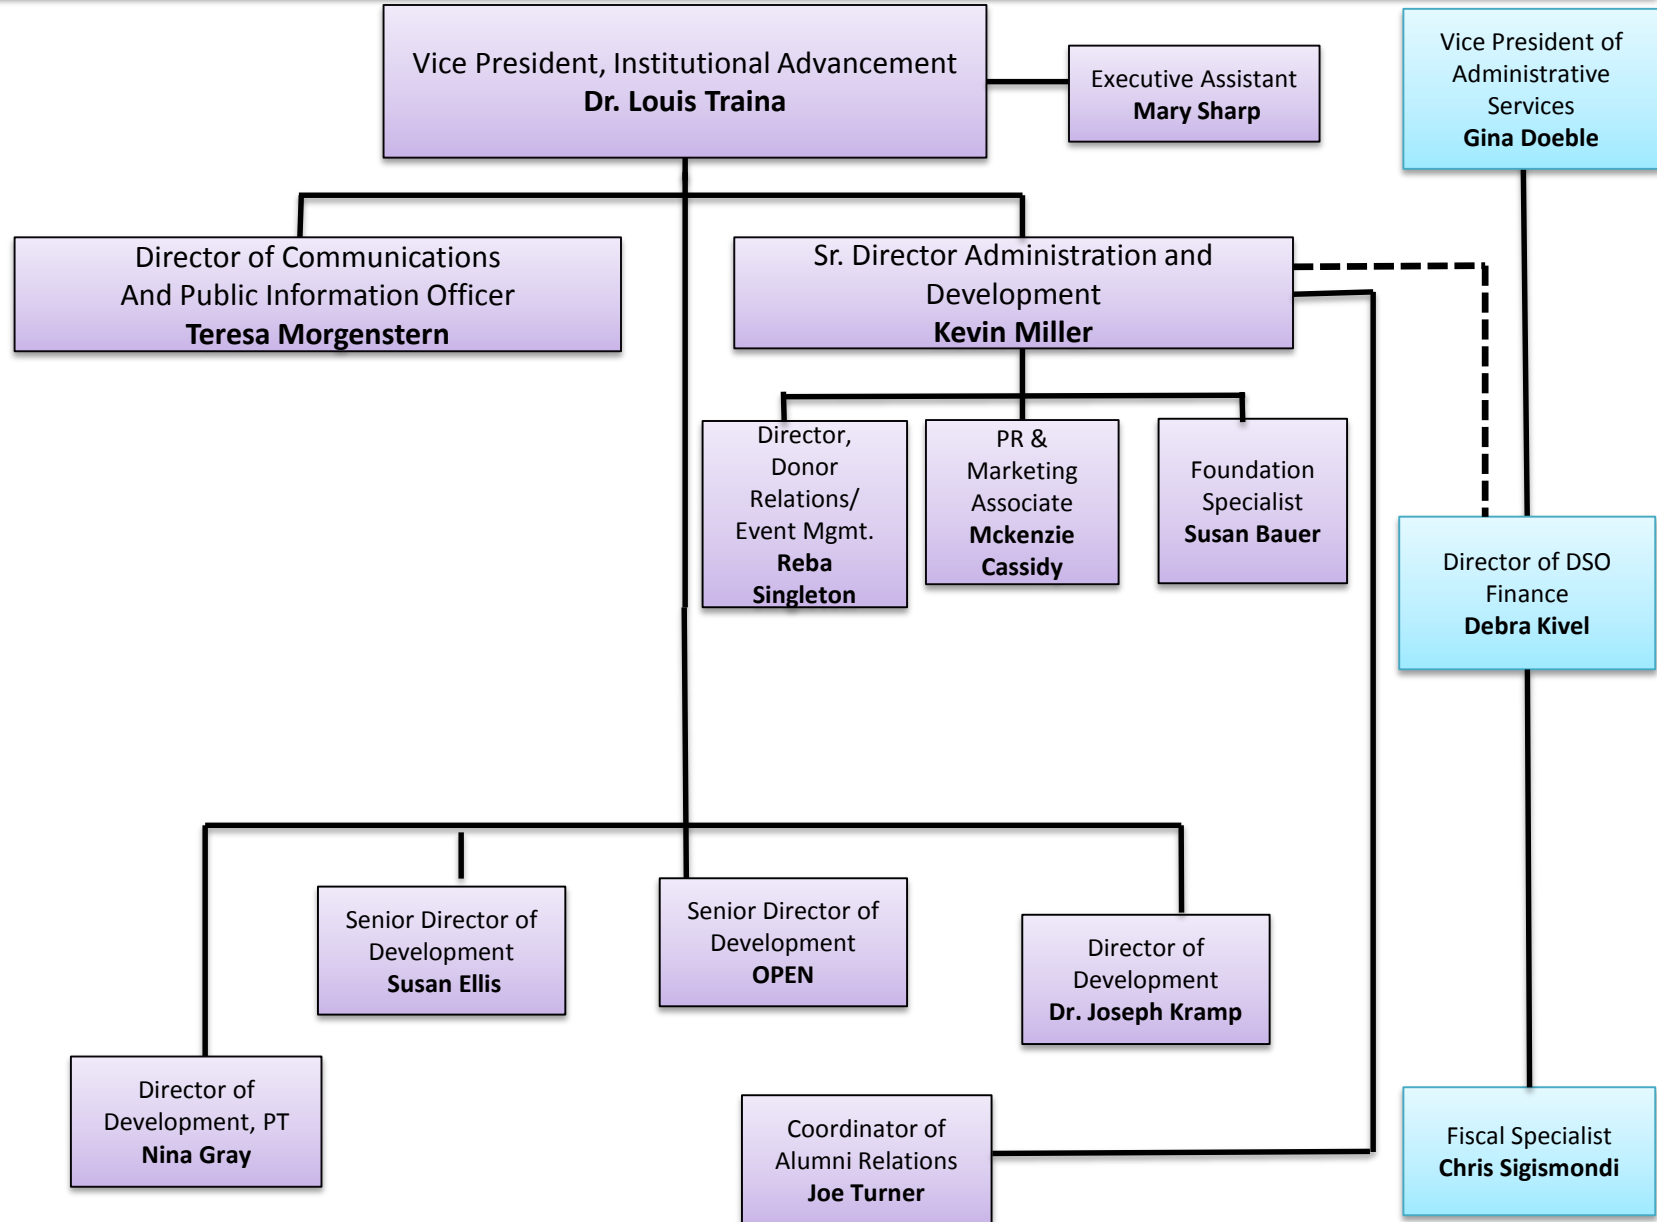 Vice President, Institutional Advancement
Dr. Louis Traina
Executive Assistant
Mary Sharp
Vice President of
Administrative
Services
Gina Doeble
Director of Communications
And Public Information Officer
Teresa Morgenstern
Sr. Director Administration and
Development
Kevin Miller
Director,
Donor
Relations/
Event Mgmt.
Reba
Singleton
PR &
Marketing
Associate
Mckenzie
Cassidy
Foundation
Specialist
Susan Bauer
Director of DSO
Finance
Debra Kivel
Senior Director of
Development
Susan Ellis
Senior Director of
Development
OPEN
Director of
Development
Dr. Joseph Kramp
Director of
Development, PT
Nina Gray
Coordinator of
Alumni Relations
Joe Turner
Fiscal Specialist
Chris Sigismondi